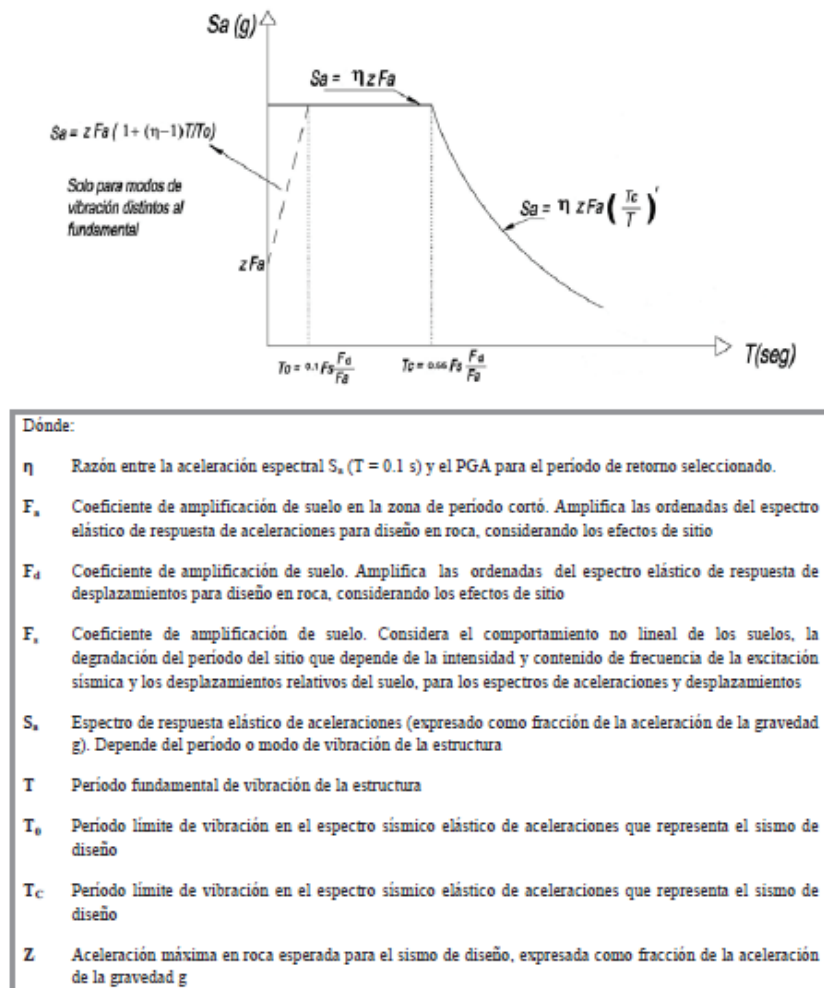 Sa (g)
Sa = η z Fa
Sa = z Fa ( 1+ (η−1)T/To)
Solo para modos de
vibración distintos al
fundamental
Sa = η z Fa ( Tc / T ) r
z Fa
To = 0.1 Fs Fd / Fa
Tc = 0.55 Fs Fd / Fa
T(seg)
Dónde:
η Razón entre la aceleración espectral Sa (T = 0.1 s) y el PGA para el período de retorno seleccionado.
Fa Coeficiente de amplificación de suelo en la zona de período cortó. Amplifica las ordenadas del espectro
elástico de respuesta de aceleraciones para diseño en roca, considerando los efectos de sitio
Fd Coeficiente de amplificación de suelo. Amplifica las ordenadas del espectro elástico de respuesta de
desplazamientos para diseño en roca, considerando los efectos de sitio
Fs Coeficiente de amplificación de suelo. Considera el comportamiento no lineal de los suelos, la
degradación del período del sitio que depende de la intensidad y contenido de frecuencia de la excitación
sísmica y los desplazamientos relativos del suelo, para los espectros de aceleraciones y desplazamientos
Sa Espectro de respuesta elástico de aceleraciones (expresado como fracción de la aceleración de la gravedad
g). Depende del período o modo de vibración de la estructura
T Período fundamental de vibración de la estructura
T0 Período límite de vibración en el espectro sísmico elástico de aceleraciones que representa el sismo de
diseño
TC Período límite de vibración en el espectro sísmico elástico de aceleraciones que representa el sismo de
diseño
Z Aceleración máxima en roca esperada para el sismo de diseño, expresada como fracción de la aceleración
de la gravedad g